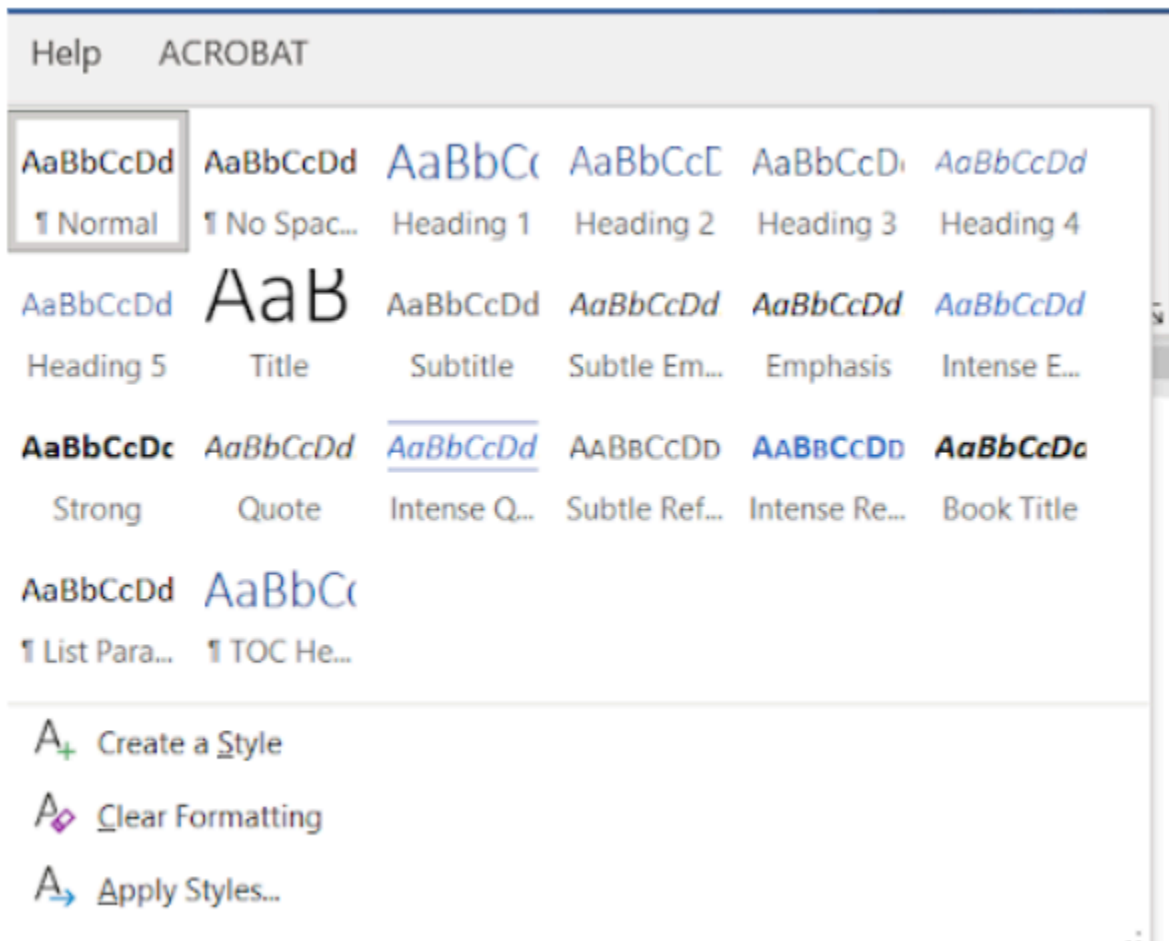 Help ACROBAT
AaBbCcDd AaBbCcDd AaBbC AaBbCc AaBbCcD AaBbCcDd
¶ Normal ¶ No Spac... Heading 1 Heading 2 Heading 3 Heading 4
AaBbCcDd AaB AaBbCcDd AaBbCcDd AaBbCcDd AaBbCcDd
Heading 5 Title Subtitle Subtle Em... Emphasis Intense E...
AaBbCcDc AaBbCcDd AaBbCcDd AABBCCDD AABBCCDD AaBbCcDd
Strong Quote Intense Q... Subtle Ref... Intense Re... Book Title
AaBbCcDd AaBbC
¶ List Para... ¶ TOC He...
Create a Style
Clear Formatting
Apply Styles...